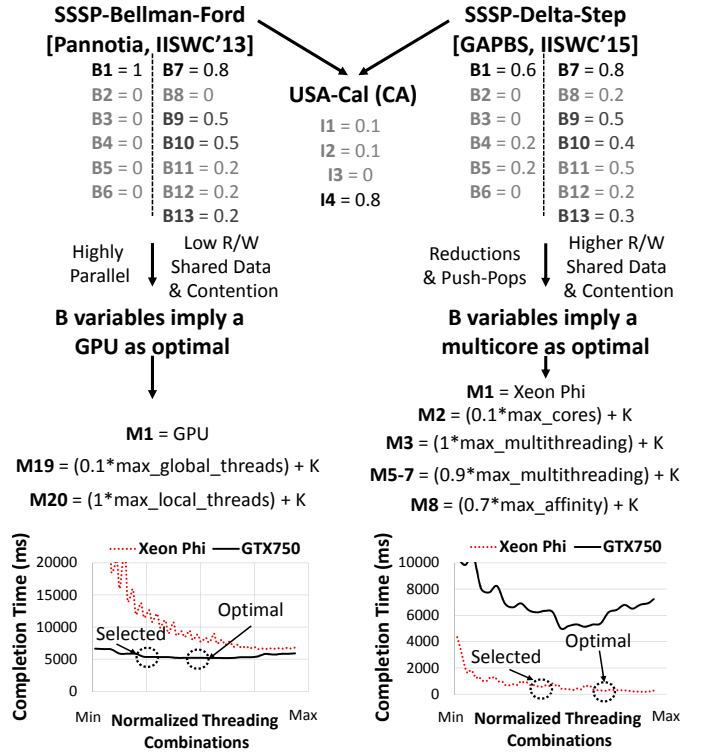 SSSP-Bellman-Ford
[Pannotia, IISWC'13]
B1 = 1
B2 = 0
B3 = 0
B4 = 0
B5 = 0
B6 = 0
B7 = 0.8
B8 = 0
B9 = 0.5
B10 = 0.5
B11 = 0.2
B12 = 0.2
B13 = 0.2
USA-Cal (CA)
I1 = 0.1
I2 = 0.1
I3 = 0
I4 = 0.8
SSSP-Delta-Step
[GAPBS, IISWC'15]
B1 = 0.6
B2 = 0
B3 = 0
B4 = 0.2
B5 = 0.2
B6 = 0
B7 = 0.8
B8 = 0.2
B9 = 0.5
B10 = 0.4
B11 = 0.5
B12 = 0.2
B13 = 0.3
Highly
Parallel
Low R/W
Shared Data
& Contention
B variables imply a
GPU as optimal
M1 = GPU
M19 = (0.1*max_global_threads) + K
M20 = (1*max_local_threads) + K
Reductions
& Push-Pops
Higher R/W
Shared Data
& Contention
B variables imply a
multicore as optimal
M1 = Xeon Phi
M2 = (0.1*max_cores) + K
M3 = (1*max_multithreading) + K
M5-7 = (0.9*max_multithreading) + K
M8 = (0.7*max_affinity) + K
Xeon Phi
GTX750
Completion Time (ms)
20000
15000
10000
5000
0
Selected
Optimal
Min
Normalized Threading
Combinations
Max
Xeon Phi
GTX750
Completion Time (ms)
10000
8000
6000
4000
2000
0
Selected
Optimal
Min
Normalized Threading
Combinations
Max